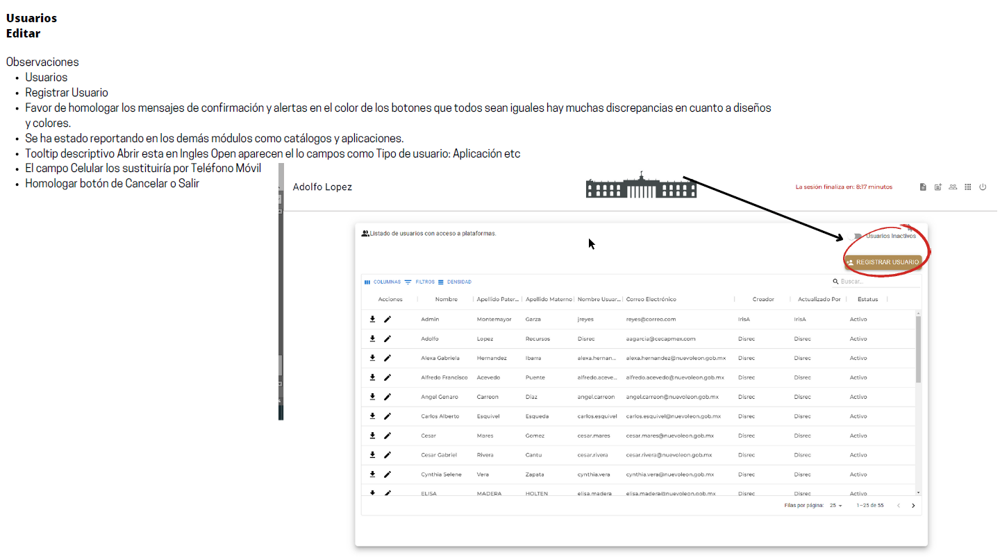 Usuarios
Editar
Observaciones
• Usuarios
• Registrar Usuario
• Favor de homologar los mensajes de confirmación y alertas en el color de los botones que todos sean iguales hay muchas discrepancias en cuanto a diseños
y colores.
• Se ha estado reportando en los demás módulos como catálogos y aplicaciones.
• Tooltip descriptivo Abrir esta en Ingles Open aparecen el lo campos como Tipo de usuario: Aplicación etc
• El campo Celular los sustituiría por Teléfono Móvil
• Homologar botón de Cancelar o Salir
Adolfo Lopez
La sesión finaliza en: 8:17 minutos
Listado de usuarios con acceso a plataformas.
Usuarios Inactivos
REGISTRAR USUARIO
COLUMNAS FILTROS DENSIDAD
Buscar...
Acciones Nombre Apellido Pater... Apellido Materno Nombre Usuar... Correo Electrónico Creador Actualizado Por Estatus
Admin Montemayor Garza jreyes reyes@correo.com IrisA IrisA Activo
Adolfo Lopez Recursos Disrec aagarcia@cecapmex.com Disrec Disrec Activo
Alexa Gabriela Hernandez Ibarra alexa.hernan... alexa.hernandez@nuevoleon.gob.mx Disrec Disrec Activo
Alfredo Francisco Acevedo Puente alfredo.aceve... alfredo.acevedo@nuevoleon.gob.mx Disrec Disrec Activo
Angel Genaro Carreon Diaz angel.carreon angel.carreon@nuevoleon.gob.mx Disrec Disrec Activo
Carlos Alberto Esquivel Esqueda carlos.esquivel carlos.esquivel@nuevoleon.gob.mx Disrec Disrec Activo
Cesar Mares Gomez cesar.mares cesar.mares@nuevoleon.gob.mx Disrec Disrec Activo
Cesar Gabriel Rivera Cantu cesar.rivera cesar.rivera@nuevoleon.gob.mx Disrec Disrec Activo
Cynthia Selene Vera Zapata cynthia.vera cynthia.vera@nuevoleon.gob.mx Disrec Disrec Activo
ELISA MADERA HOLTEN elisa.madera elisa.madera@nuevoleon.gob.mx Disrec Disrec Activo
Filas por página: 25 1–25 de 55